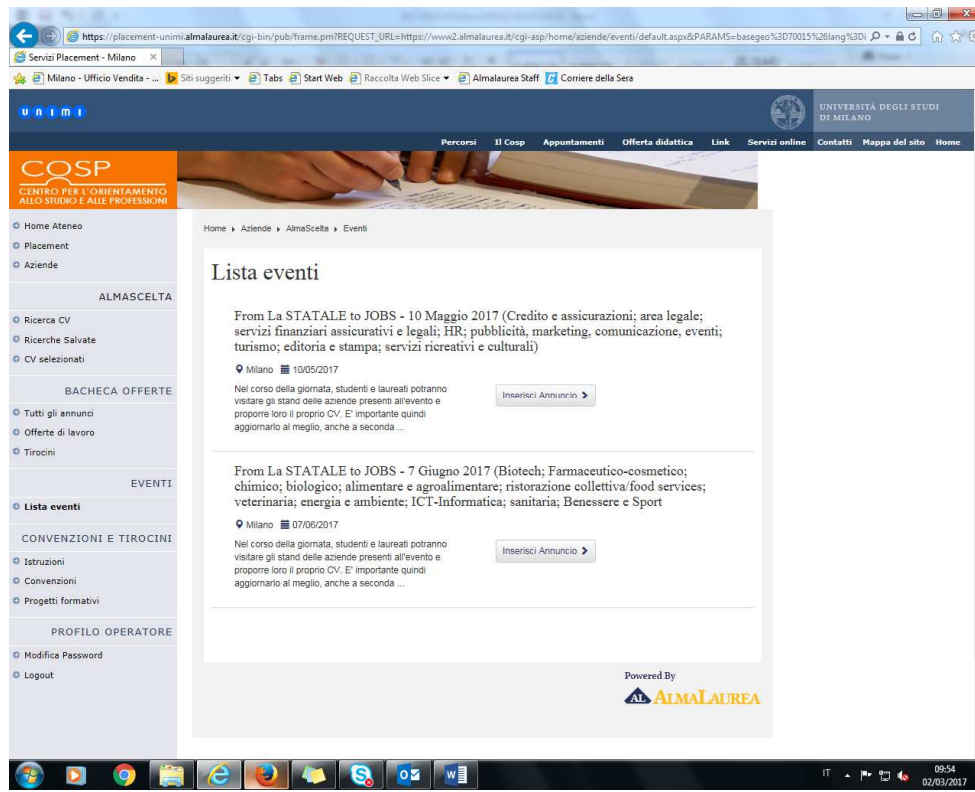 https://placement-unimi.almalaurea.it/cgi-bin/pub/frame.pm?REQUEST_URL=https://www2.almalaurea.it/cgi-asp/home/aziende/eventi/default.aspx&PARAMS=basegeo%3D70015%26lang%3Di
Servizi Placement - Milano
Milano - Ufficio Vendita - ... Siti suggeriti Tabs Start Web Raccolta Web Slice Almalaurea Staff Corriere della Sera
unimi
UNIVERSITÀ DEGLI STUDI
DI MILANO
Percorsi Il Cosp Appuntamenti Offerta didattica Link Servizi online Contatti Mappa del sito Home
COSP
CENTRO PER L'ORIENTAMENTO
ALLO STUDIO E ALLE PROFESSIONI
Home Ateneo
Placement
Aziende
ALMASCELTA
Ricerca CV
Ricerche Salvate
CV selezionati
BACHECA OFFERTE
Tutti gli annunci
Offerte di lavoro
Tirocini
EVENTI
Lista eventi
CONVENZIONI E TIROCINI
Istruzioni
Convenzioni
Progetti formativi
PROFILO OPERATORE
Modifica Password
Logout
Home Aziende AlmaScelta Eventi
Lista eventi
From La STATALE to JOBS - 10 Maggio 2017 (Credito e assicurazioni; area legale;
servizi finanziari assicurativi e legali; HR; pubblicità, marketing, comunicazione, eventi;
turismo; editoria e stampa; servizi ricreativi e culturali)
Milano 10/05/2017
Nel corso della giornata, studenti e laureati potranno
visitare gli stand delle aziende presenti all'evento e
proporre loro il proprio CV. E' importante quindi
aggiornarlo al meglio, anche a seconda ...
Inserisci Annuncio
From La STATALE to JOBS - 7 Giugno 2017 (Biotech; Farmaceutico-cosmetico;
chimico; biologico; alimentare e agroalimentare; ristorazione collettiva/food services;
veterinaria; energia e ambiente; ICT-Informatica; sanitaria; Benessere e Sport
Milano 07/06/2017
Nel corso della giornata, studenti e laureati potranno
visitare gli stand delle aziende presenti all'evento e
proporre loro il proprio CV. E' importante quindi
aggiornarlo al meglio, anche a seconda ...
Inserisci Annuncio
Powered By
AL ALMALAUREA
IT
09:54
02/03/2017